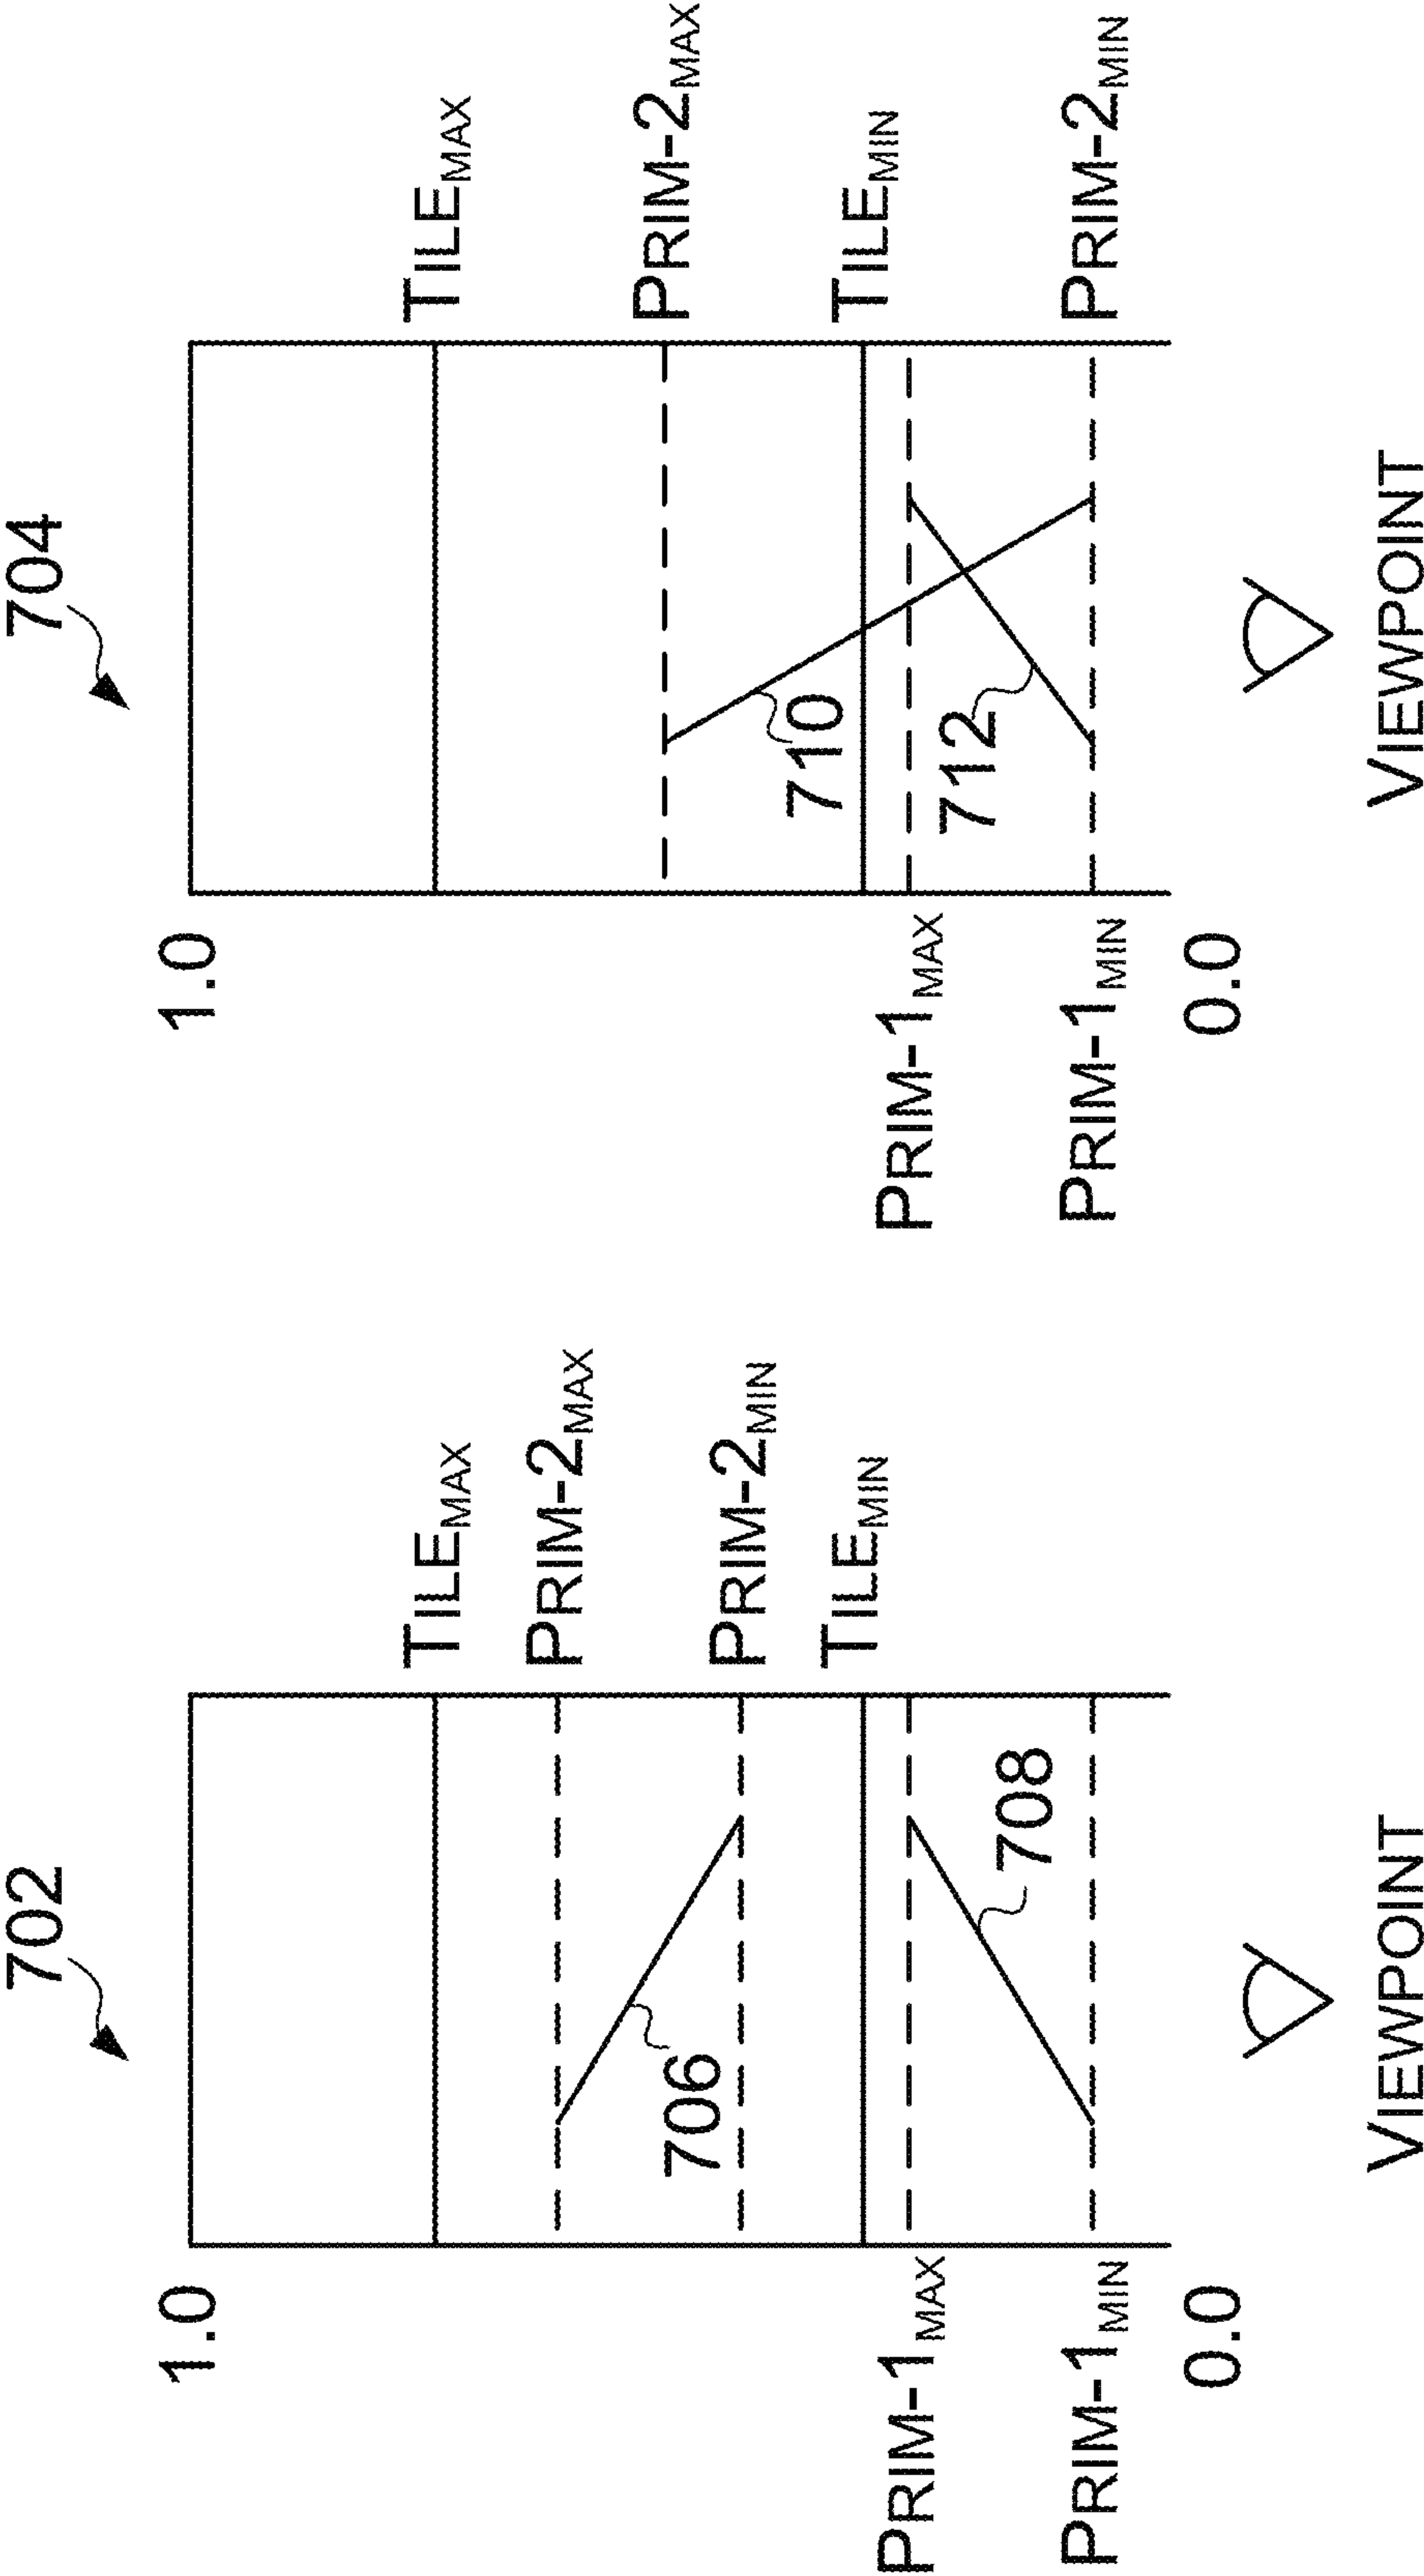 702
1.0
TILEMAX
PRIM-2MAX
706
PRIM-2MIN
TILEMIN
PRIM-1MAX
708
PRIM-1MIN
0.0
VIEWPOINT
704
1.0
TILEMAX
PRIM-2MAX
710
TILEMIN
PRIM-1MAX
712
PRIM-1MIN
PRIM-2MIN
0.0
VIEWPOINT